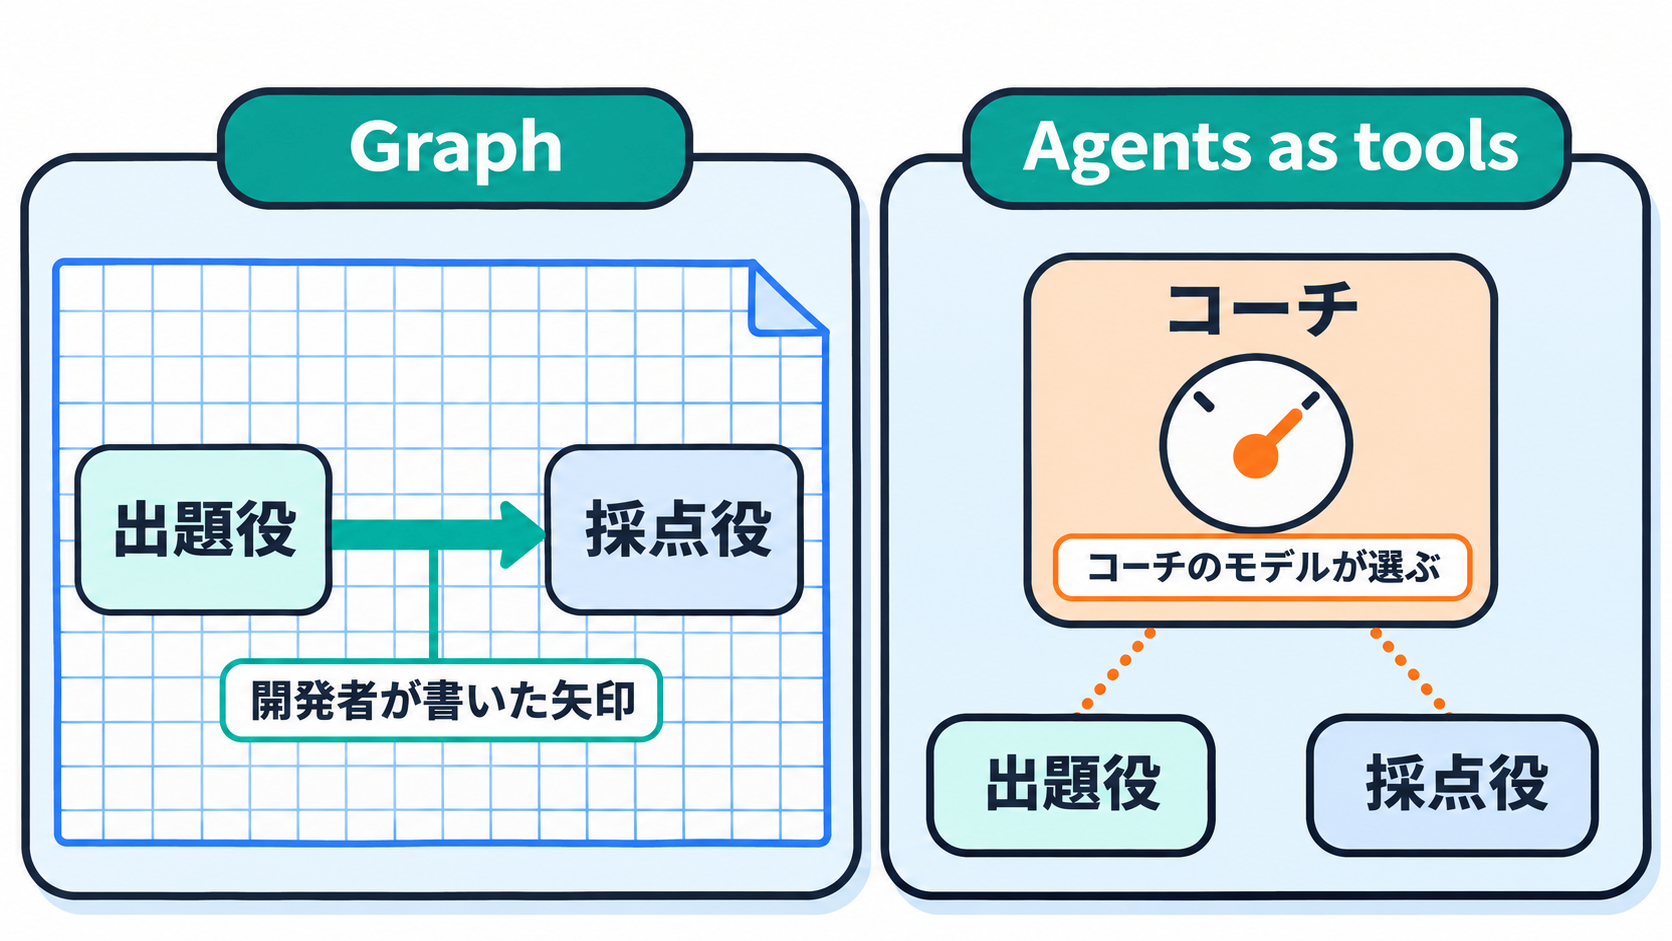 Graph
出題役
採点役
開発者が書いた矢印
Agents as tools
コーチ
コーチのモデルが選ぶ
出題役
採点役